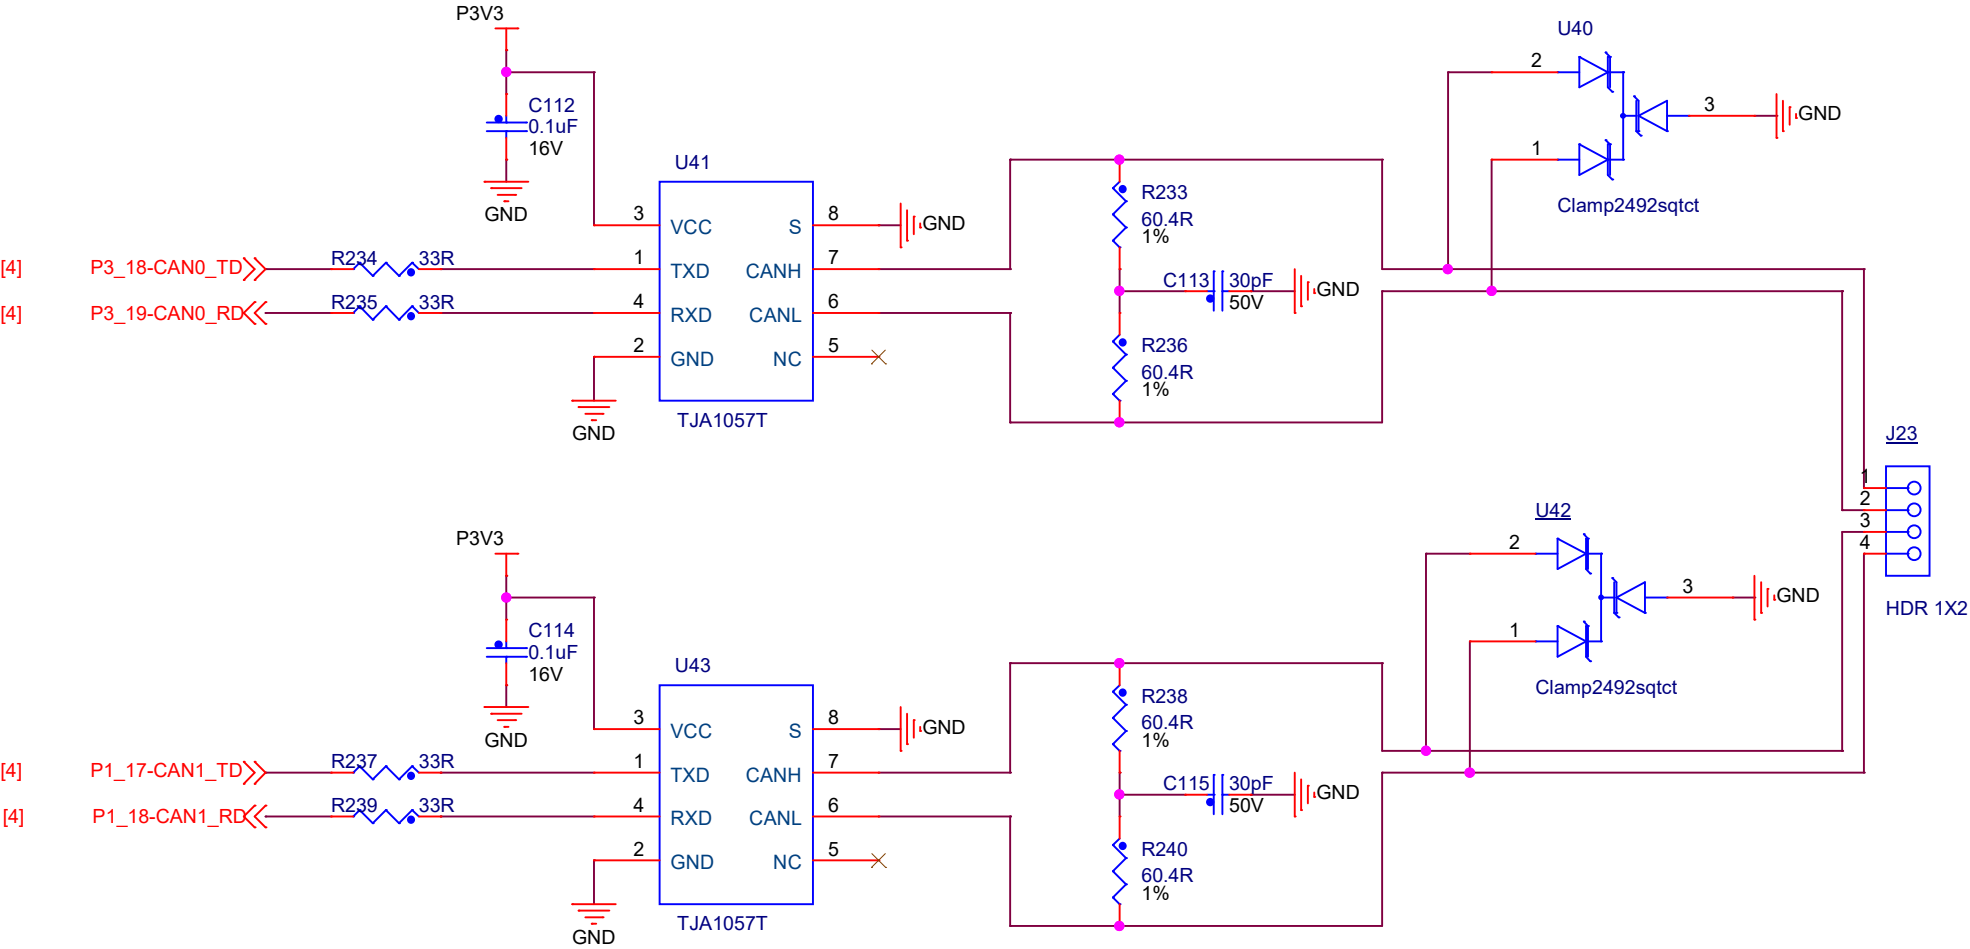 P3V3
C112
0.1uF
16V
GND
U41
3 VCC S 8 GND
[4] P3_18-CAN0_TD R234 33R 1 TXD CANH 7
[4] P3_19-CAN0_RD R235 33R 4 RXD CANL 6
2 GND NC 5
GND
TJA1057T
R233
60.4R
1%
C113 30pF
50V
GND
R236
60.4R
1%
U40
2
3 GND
1
Clamp2492sqtct
J23
1
2
3
4
HDR 1X2
P3V3
C114
0.1uF
16V
GND
U43
3 VCC S 8 GND
[4] P1_17-CAN1_TD R237 33R 1 TXD CANH 7
[4] P1_18-CAN1_RD R239 33R 4 RXD CANL 6
2 GND NC 5
GND
TJA1057T
R238
60.4R
1%
C115 30pF
50V
GND
R240
60.4R
1%
U42
2
3 GND
1
Clamp2492sqtct